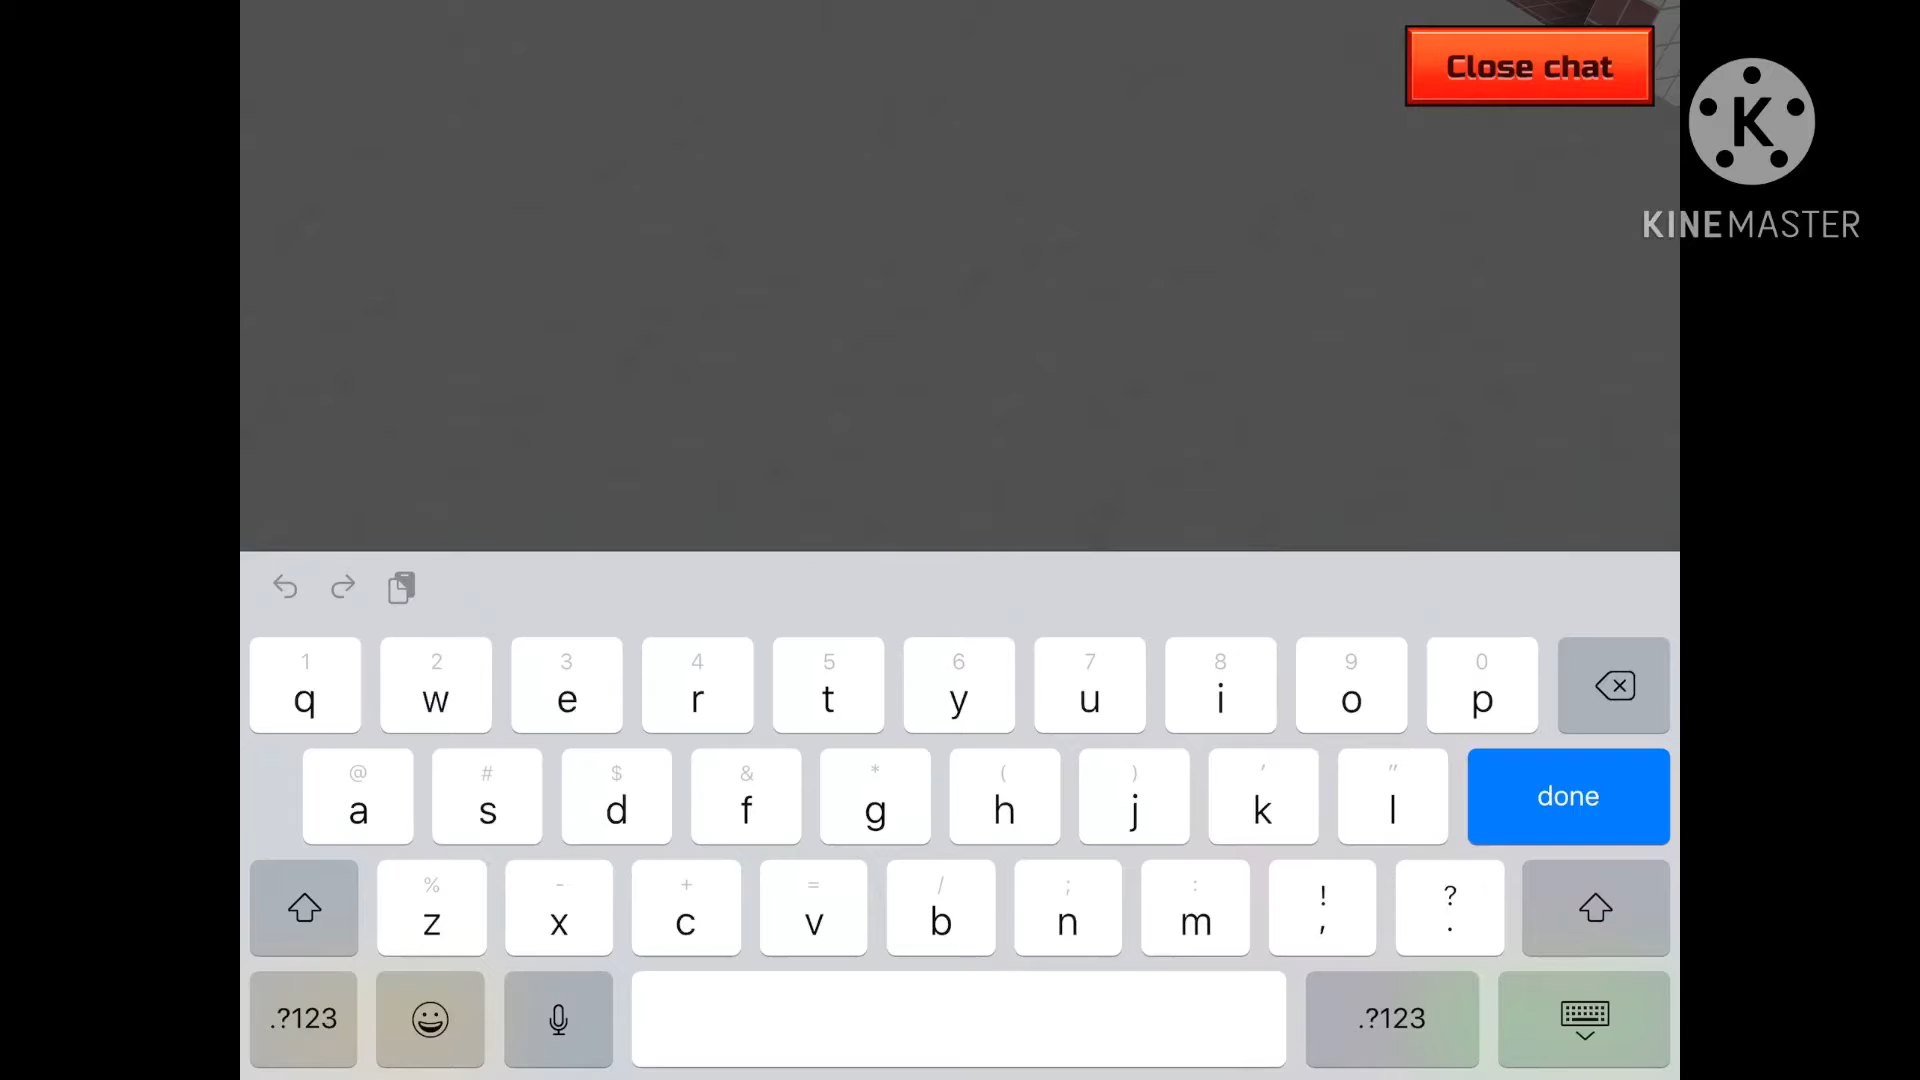 Close chat
K
KINEMASTER
1 2 3 4 5 6 7 8 9 0
q w e r t y u i o p
@ # $ & * ( ) ' "
a s d f g h j k l done
% - + = / ; : ! ?
z x c v b n m , .
.?123 .?123